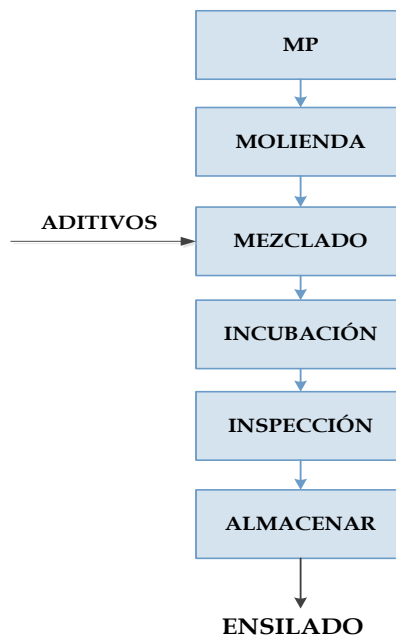 MP
MOLIENDA
ADITIVOS
MEZCLADO
INCUBACIÓN
INSPECCIÓN
ALMACENAR
ENSILADO